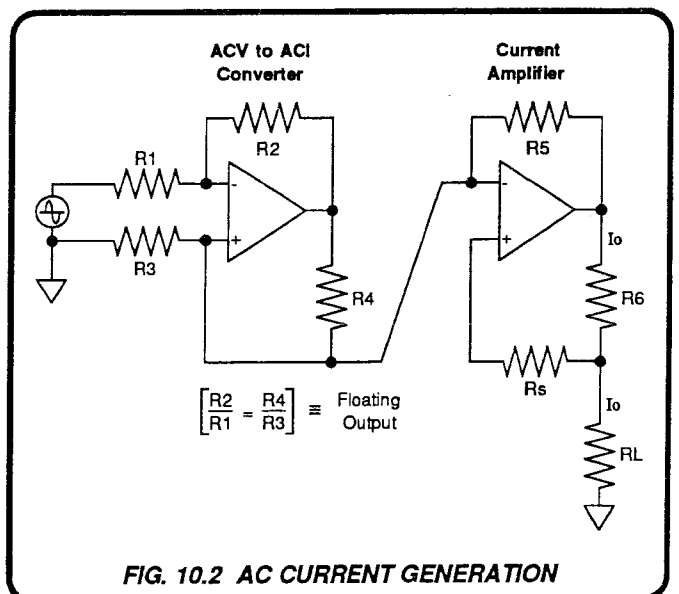 ACV to ACI
Converter
Current
Amplifier
R2
R5
R1
-
-
+
+
R3
Io
R4
R6
Rs
[R2/R1 = R4/R3] ≡ Floating
Output
Io
RL
FIG. 10.2 AC CURRENT GENERATION